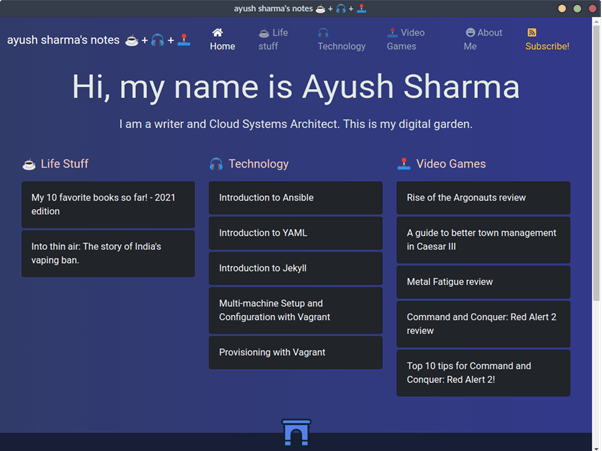 ayush sharma's notes ☕ + 🎧 + 🕹️
ayush sharma's notes ☕ + 🎧 + 🕹️
Home
Life
stuff
Technology
Video
Games
About
Me
Subscribe!
Hi, my name is Ayush Sharma
I am a writer and Cloud Systems Architect. This is my digital garden.
Life Stuff
My 10 favorite books so far! - 2021
edition
Into thin air: The story of India's
vaping ban.
Technology
Introduction to Ansible
Introduction to YAML
Introduction to Jekyll
Multi-machine Setup and
Configuration with Vagrant
Provisioning with Vagrant
Video Games
Rise of the Argonauts review
A guide to better town management
in Caesar III
Metal Fatigue review
Command and Conquer: Red Alert 2
review
Top 10 tips for Command and
Conquer: Red Alert 2!